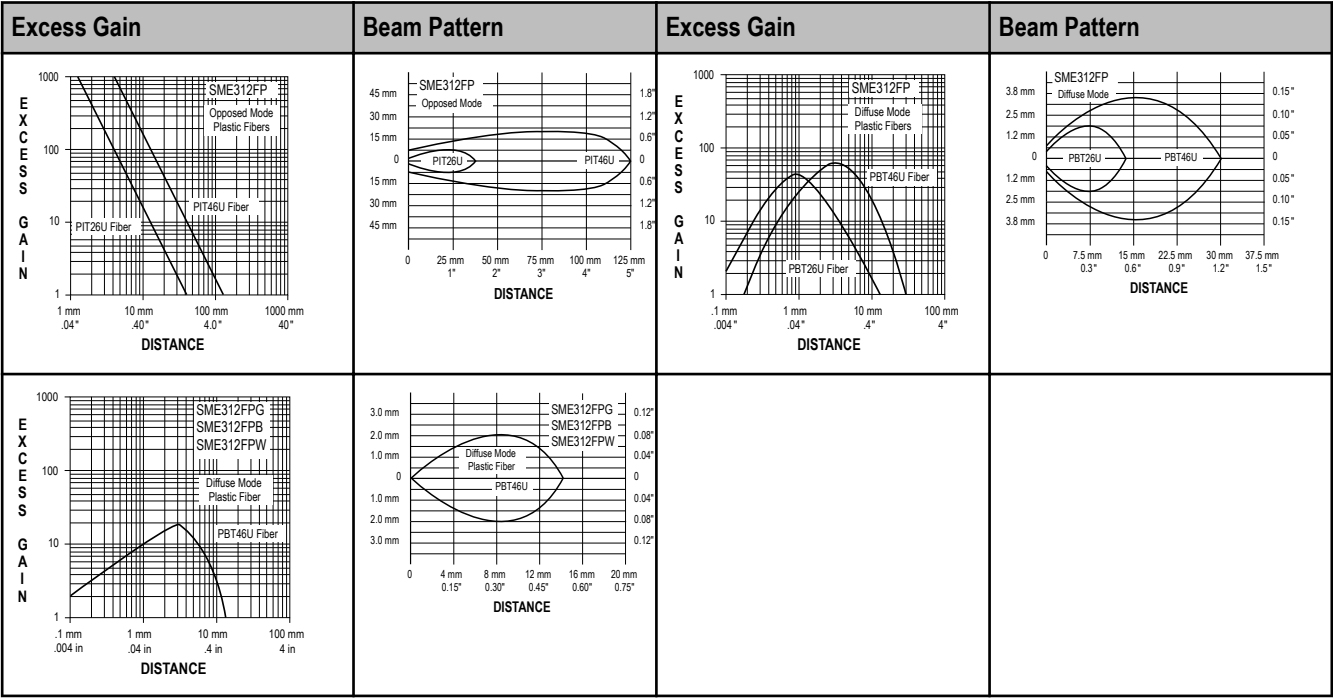 Excess Gain
Beam Pattern
Excess Gain
Beam Pattern
EXCESS GAIN
1000
100
10
1
SME312FP
Opposed Mode
Plastic Fibers
PIT46U Fiber
PIT26U Fiber
1 mm 10 mm 100 mm 1000 mm
.04" .40" 4.0" 40"
DISTANCE
SME312FP
Opposed Mode
45 mm 1.8"
30 mm 1.2"
15 mm 0.6"
0 PIT26U PIT46U 0
15 mm 0.6"
30 mm 1.2"
45 mm 1.8"
0 25 mm 50 mm 75 mm 100 mm 125 mm
1" 2" 3" 4" 5"
DISTANCE
EXCESS GAIN
1000
100
10
1
SME312FP
Diffuse Mode
Plastic Fibers
PBT46U Fiber
PBT26U Fiber
.1 mm 1 mm 10 mm 100 mm
.004" .04" .4" 4"
DISTANCE
SME312FP
Diffuse Mode
3.8 mm 0.15"
2.5 mm 0.10"
1.2 mm 0.05"
0 PBT26U PBT46U 0
1.2 mm 0.05"
2.5 mm 0.10"
3.8 mm 0.15"
0 7.5 mm 15 mm 22.5 mm 30 mm 37.5 mm
0.3" 0.6" 0.9" 1.2" 1.5"
DISTANCE
EXCESS GAIN
1000
100
10
1
SME312FPG
SME312FPB
SME312FPW
Diffuse Mode
Plastic Fiber
PBT46U Fiber
.1 mm 1 mm 10 mm 100 mm
.004 in .04 in .4 in 4 in
DISTANCE
SME312FPG
SME312FPB
SME312FPW
3.0 mm 0.12"
2.0 mm 0.08"
1.0 mm 0.04"
Diffuse Mode
Plastic Fiber
0 0
PBT46U
1.0 mm 0.04"
2.0 mm 0.08"
3.0 mm 0.12"
0 4 mm 8 mm 12 mm 16 mm 20 mm
0.15" 0.30" 0.45" 0.60" 0.75"
DISTANCE